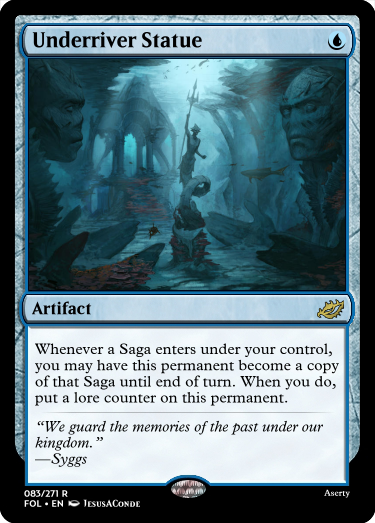 Underriver Statue
Artifact
Whenever a Saga enters under your control,
you may have this permanent become a copy
of that Saga until end of turn. When you do,
put a lore counter on this permanent.
“We guard the memories of the past under our
kingdom.”
—Syggs
083/271 R
FOL • EN JesusAConde
Aserty